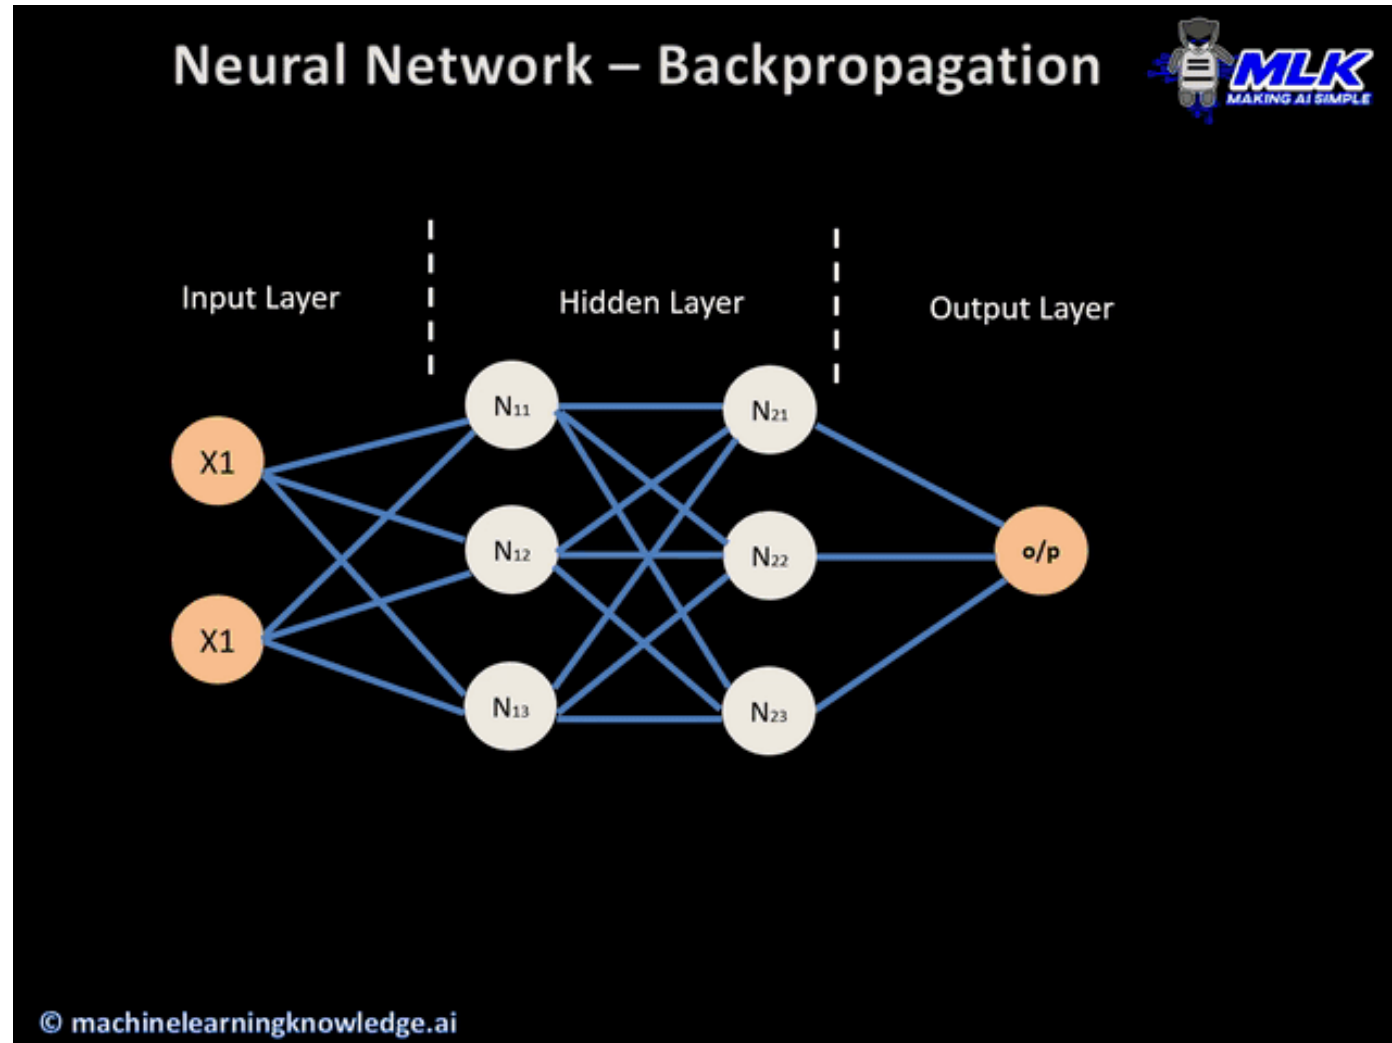 Neural Network – Backpropagation
MLK
MAKING AI SIMPLE
Input Layer
Hidden Layer
Output Layer
N₁₁
N₂₁
X1
N₁₂
N₂₂
o/p
X1
N₁₃
N₂₃
© machinelearningknowledge.ai